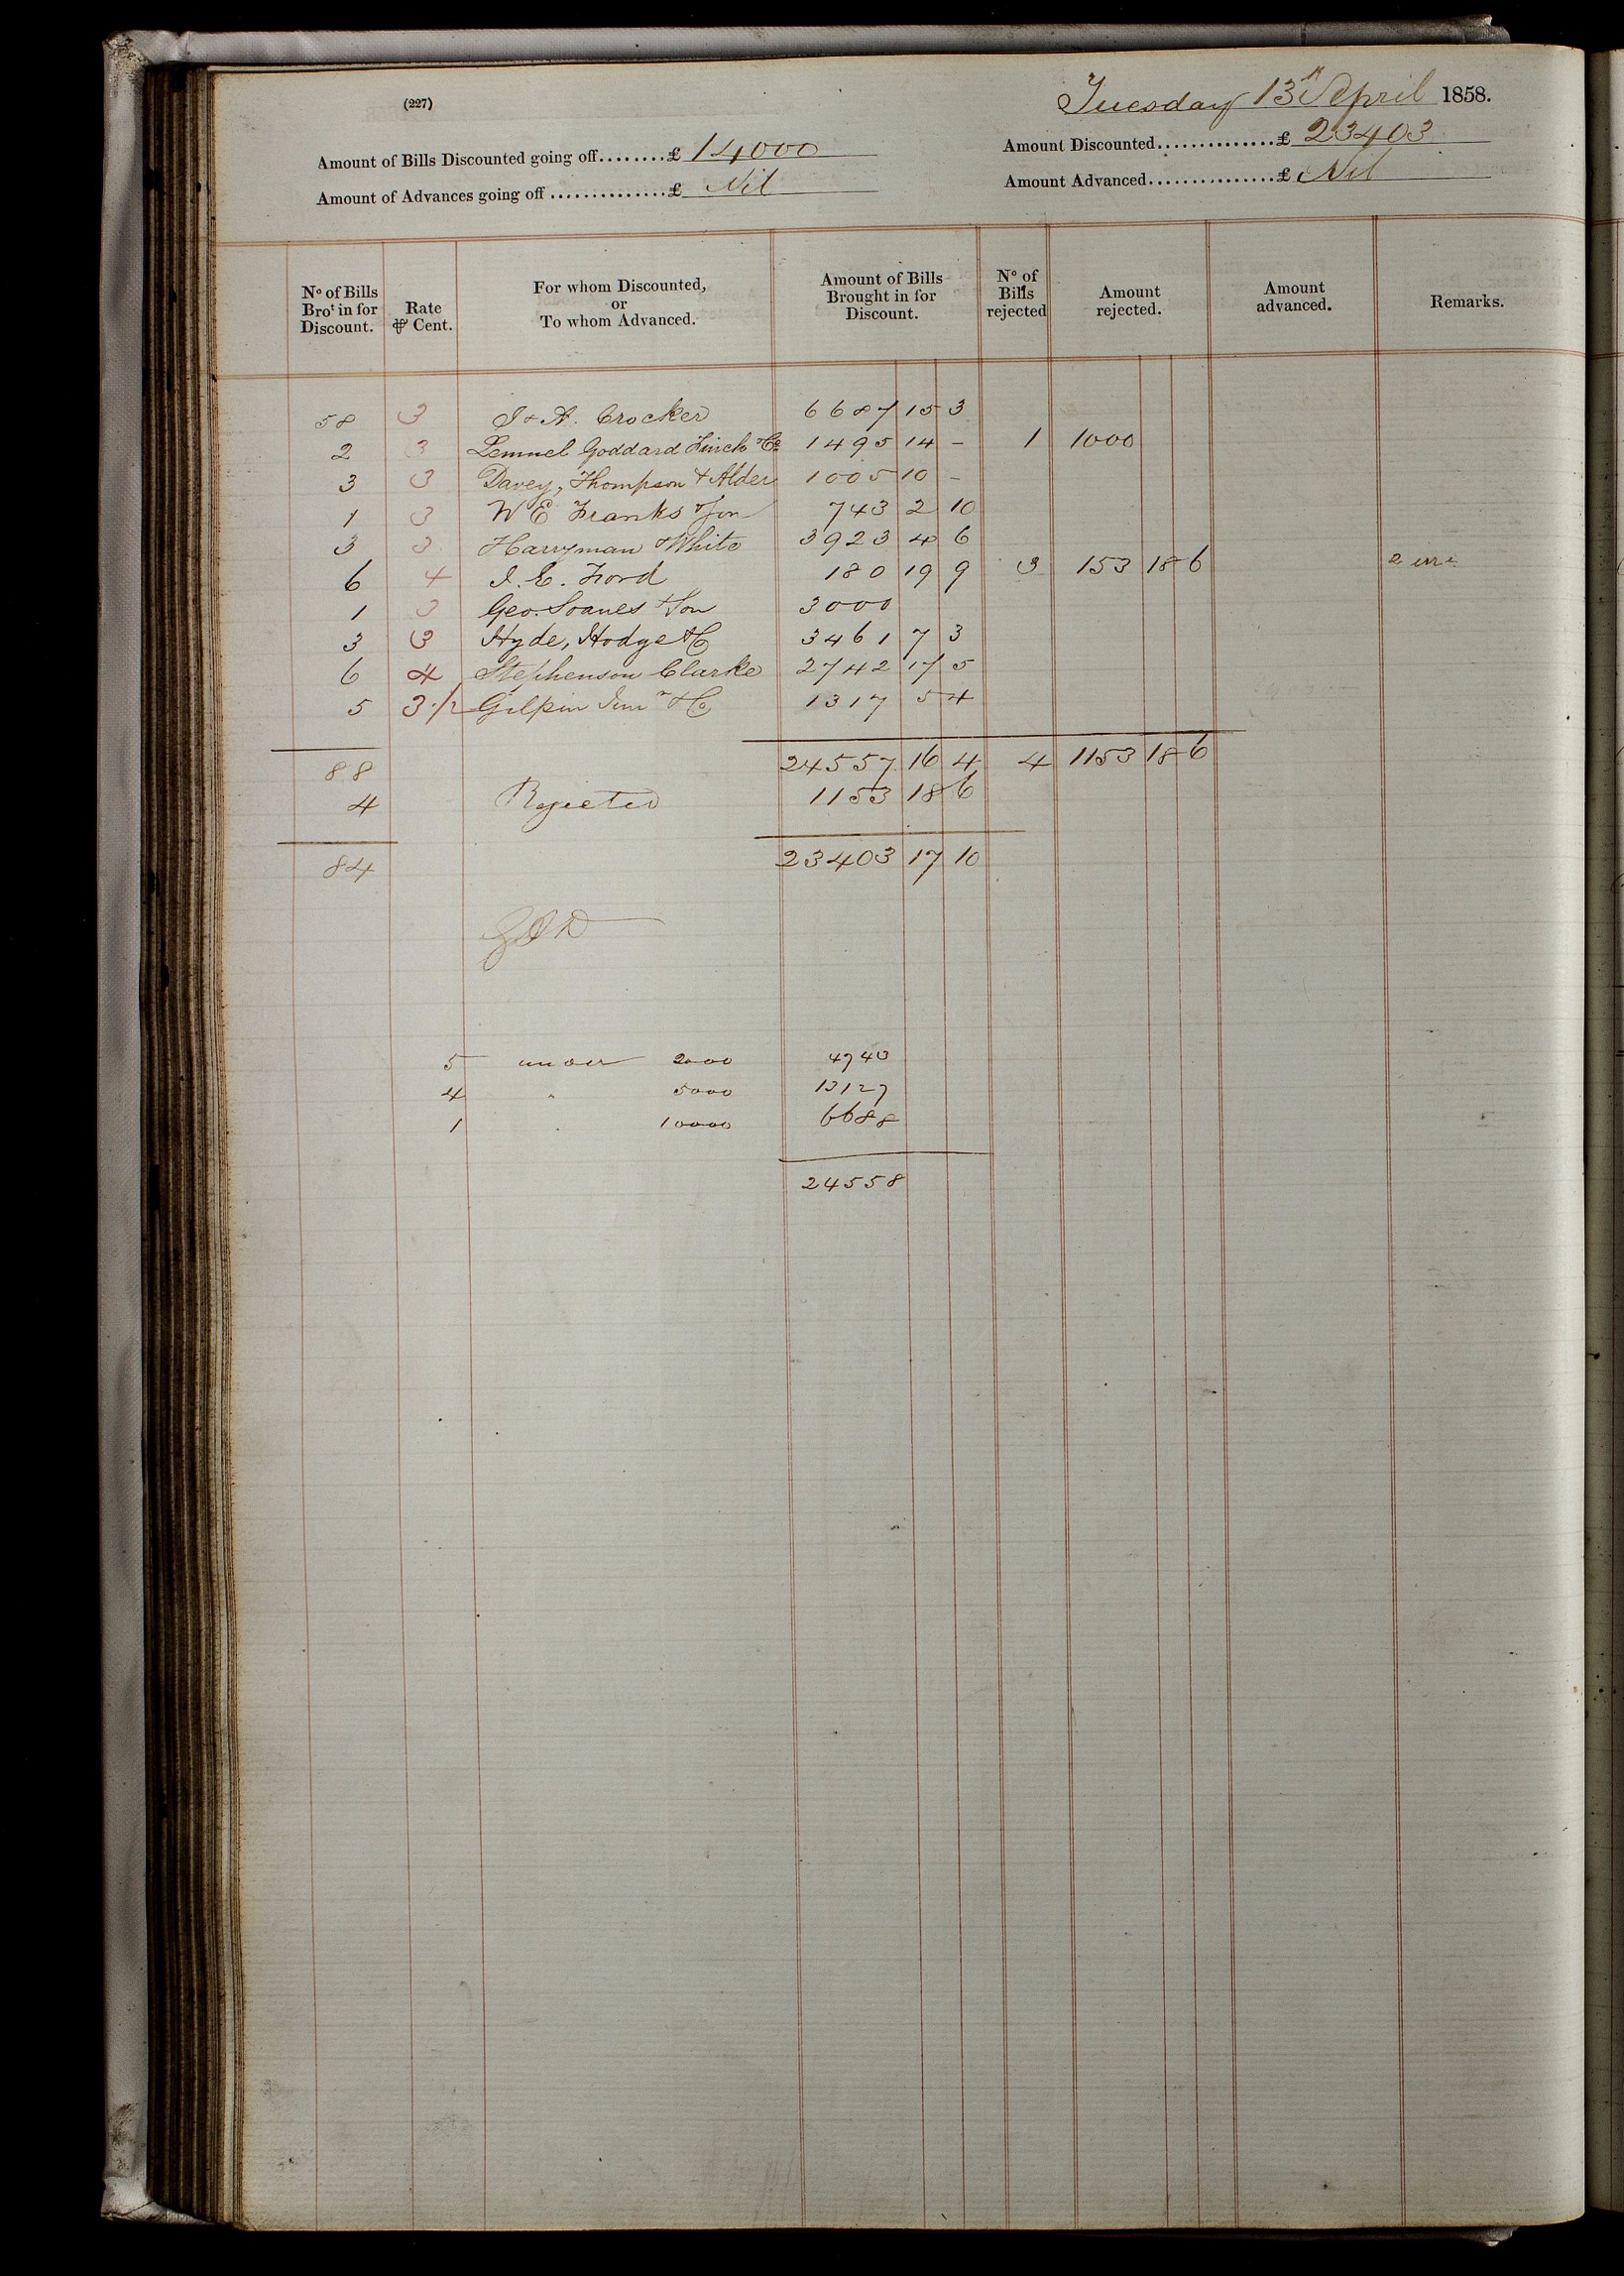 (227)
Tuesday 13th April 1858.
Amount of Bills Discounted going off........£ 14000
Amount Discounted..............£ 23403
Amount of Advances going off..............£ Nil
Amount Advanced................£ Nil
No of Bills Brot in for Discount. Rate ⅌ Cent. For whom Discounted, or To whom Advanced. Amount of Bills Brought in for Discount. No of Bills rejected Amount rejected. Amount advanced. Remarks.
58 3 J & A. Crocker 6687 15 3
2 3 Lemuel Goddard Finch & Co 1495 14 - 1 1000
3 3 Davey, Thompson & Alder 1005 10 -
1 3 W E Franks & Son 743 2 10
3 3 Harryman & White 3923 4 6
6 4 J. E. Ford 180 19 9 3 153 18 6 2
1 3 Geo. Soanes & Son 3000
3 3 Hyde, Hodge & Co 3461 7 3
6 4 Stephenson Clarke 2742 17 5
5 3 1/2 Gilpin Junr & Co 1317 5 4
88 24557 16 4 4 1153 18 6
4 Rejected 1153 18 6
84 23403 17 10
5 under 2000 4743
4 " 5000 13127
1 " 10000 6688
24558